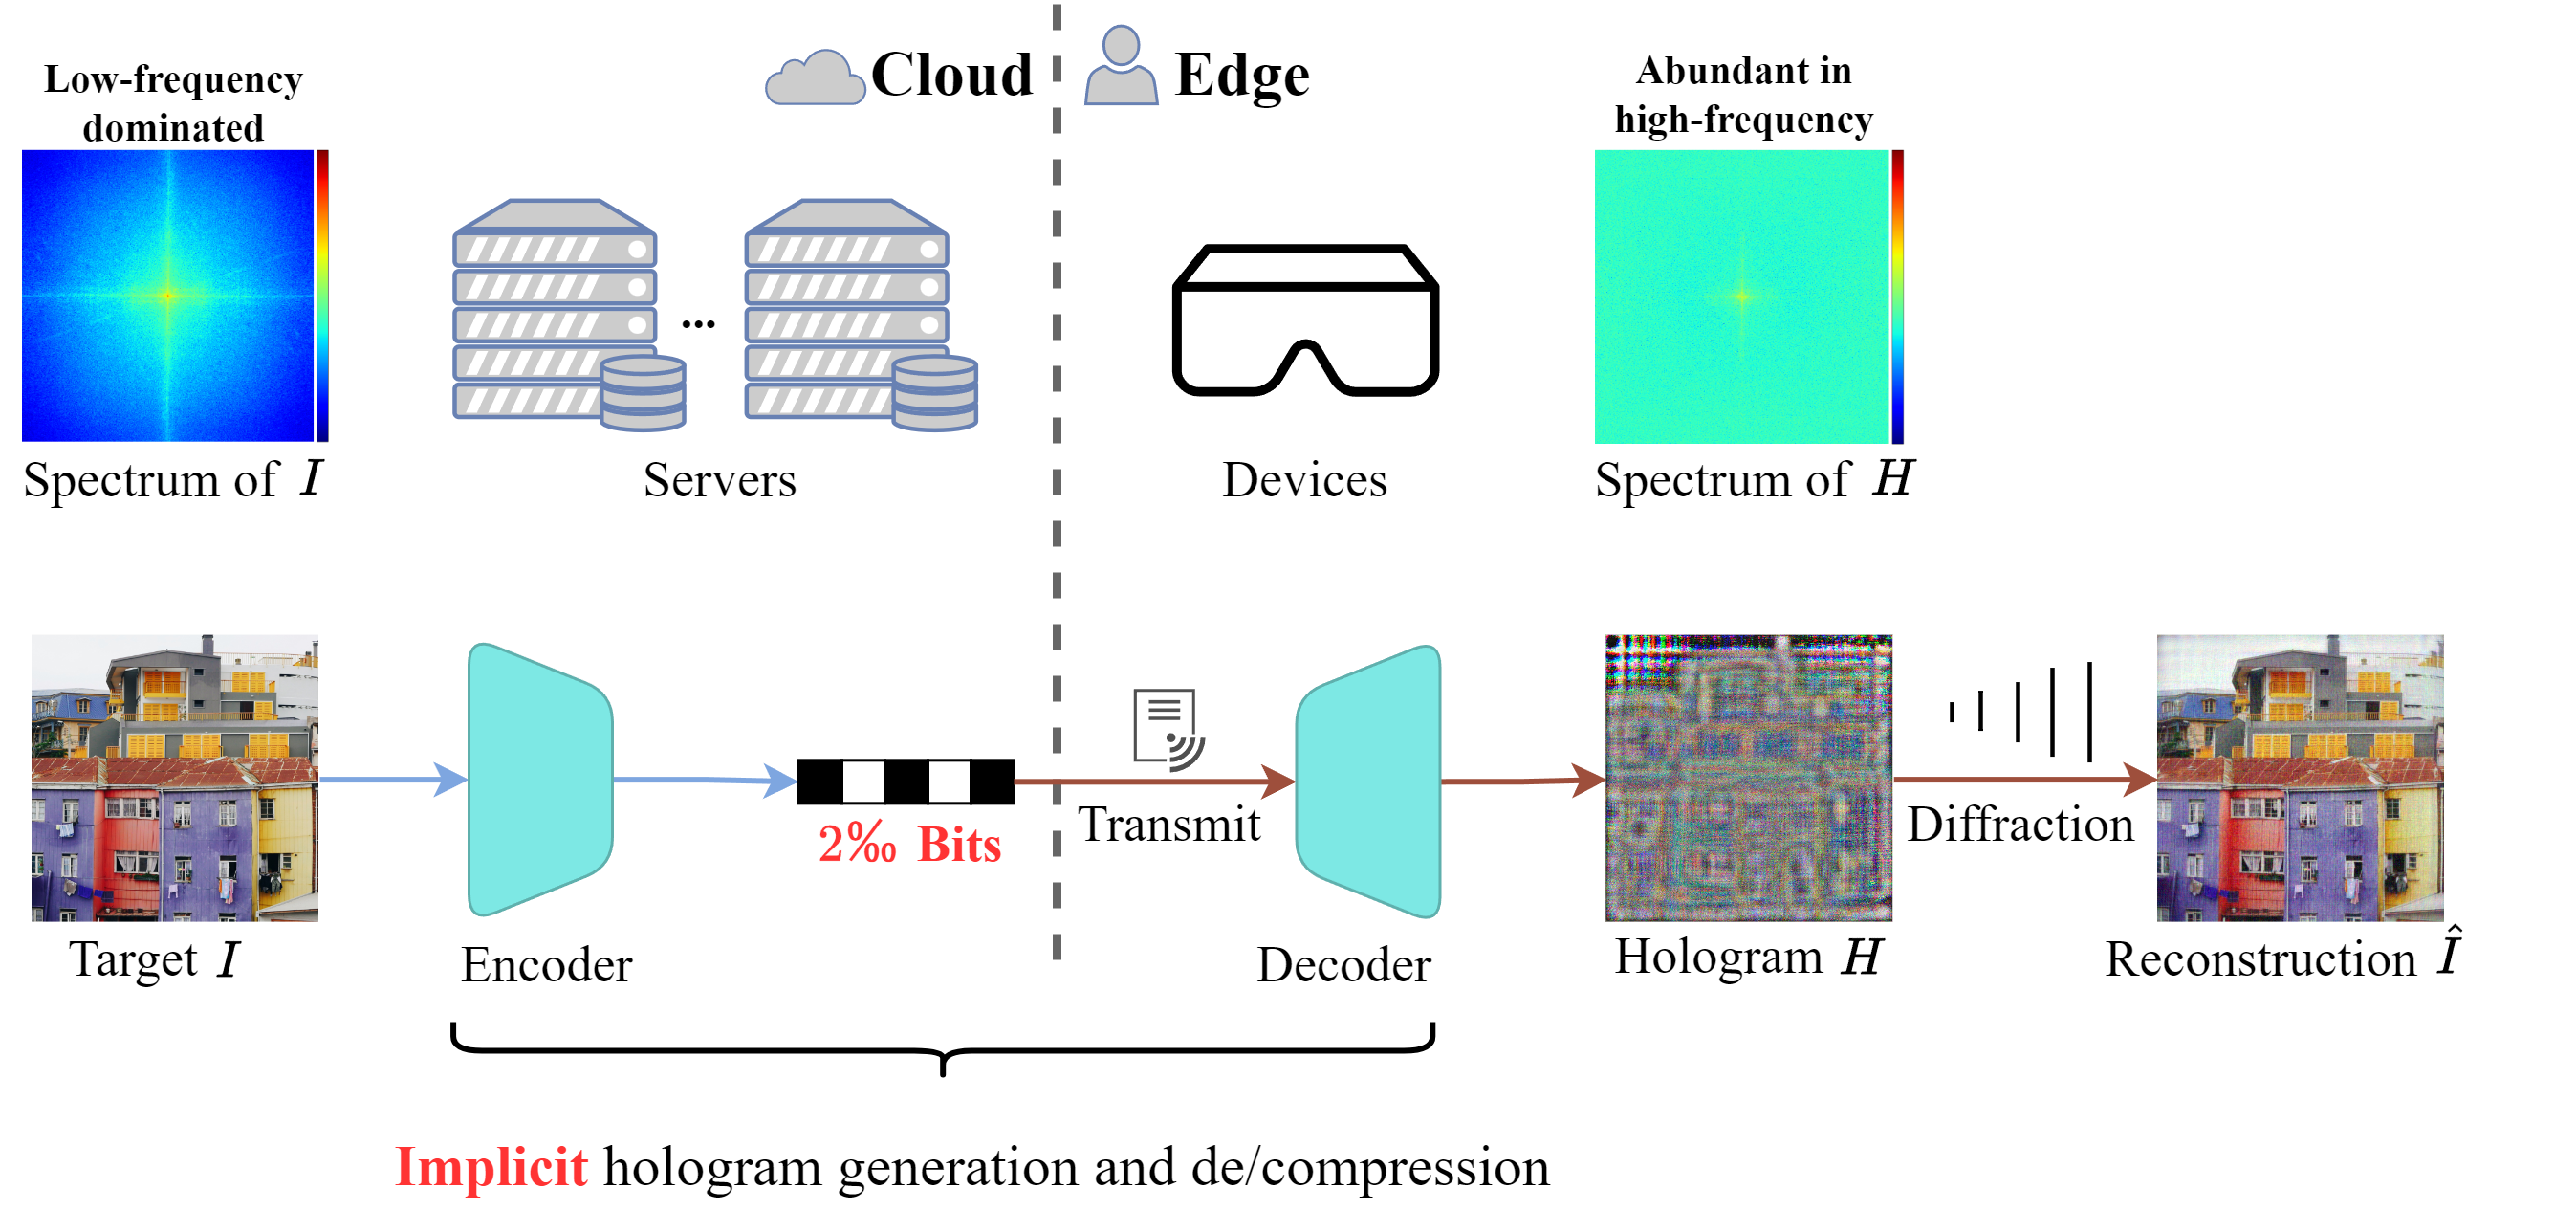 Low-frequency
dominated
Cloud
Edge
Abundant in
high-frequency
...
Spectrum of I
Servers
Devices
Spectrum of H
2‰ Bits
Transmit
Diffraction
Target I
Encoder
Decoder
Hologram H
Reconstruction Î
Implicit hologram generation and de/compression